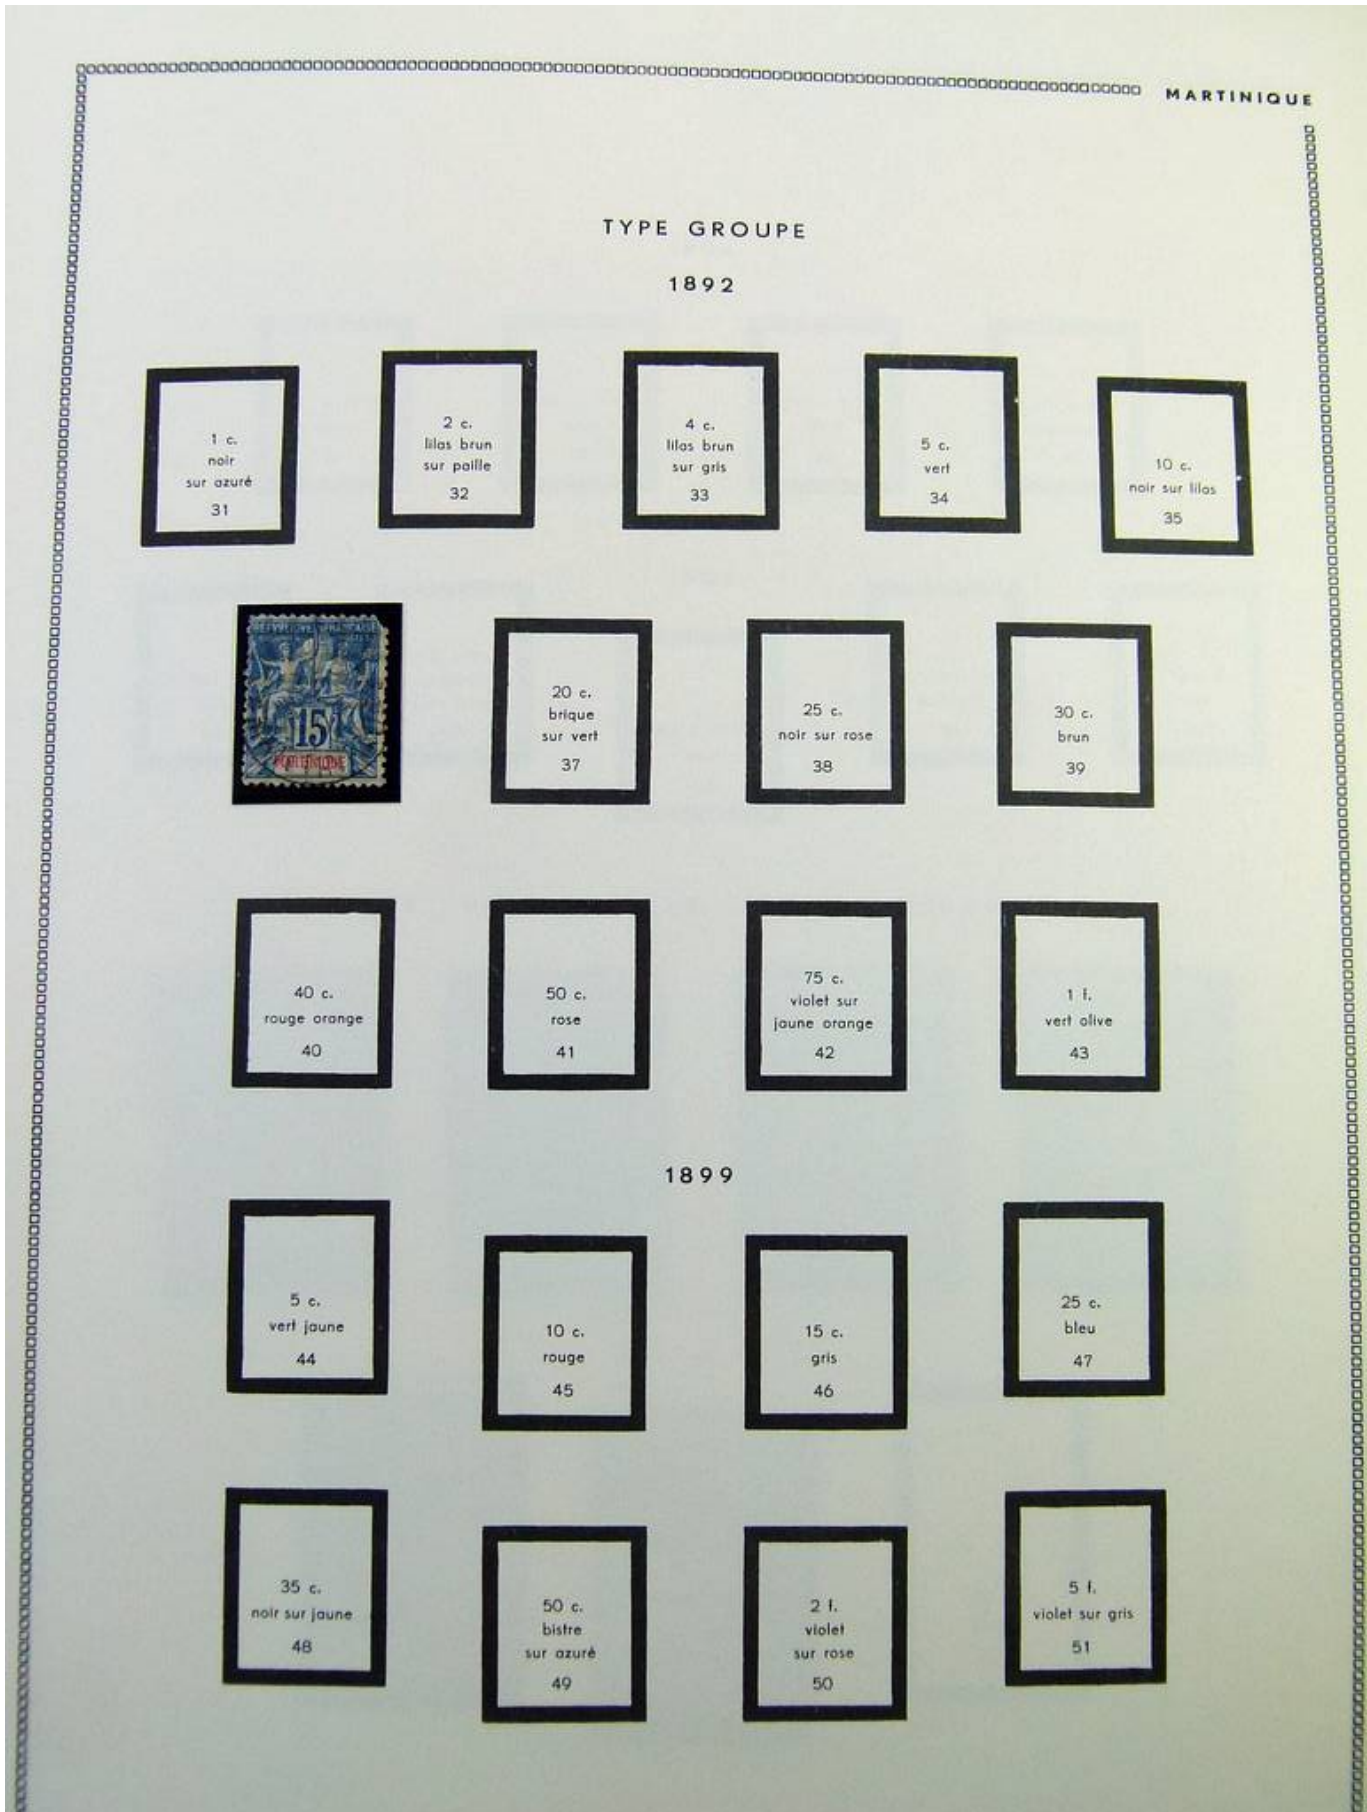 MARTINIQUE
TYPE GROUPE
1892
1 c.
noir
sur azuré
31
2 c.
lilas brun
sur paille
32
4 c.
lilas brun
sur gris
33
5 c.
vert
34
10 c.
noir sur lilas
35
15
MARTINIQUE
20 c.
brique
sur vert
37
25 c.
noir sur rose
38
30 c.
brun
39
40 c.
rouge orange
40
50 c.
rose
41
75 c.
violet sur
jaune orange
42
1 f.
vert olive
43
1899
5 c.
vert jaune
44
10 c.
rouge
45
15 c.
gris
46
25 c.
bleu
47
35 c.
noir sur jaune
48
50 c.
bistre
sur azuré
49
2 f.
violet
sur rose
50
5 f.
violet sur gris
51